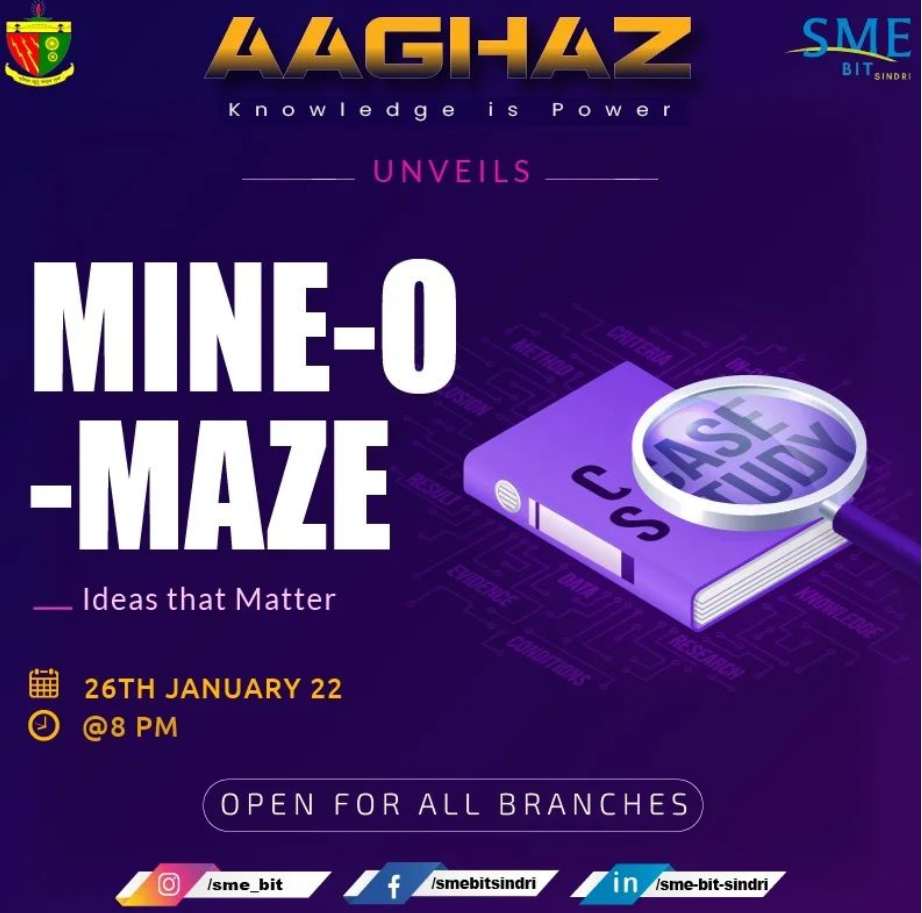 AAGHAZ
Knowledge is Power
SME
BIT SINDRI
UNVEILS
MINE-O
-MAZE
Ideas that Matter
26TH JANUARY 22
@8 PM
CASE
STUDY
CRITERIA
METHOD
RESULT
EVIDENCE
DATA
CONDITIONS
RESEARCH
KNOWLEDGE
OPEN FOR ALL BRANCHES
/sme_bit
/smebitsindri
in /sme-bit-sindri